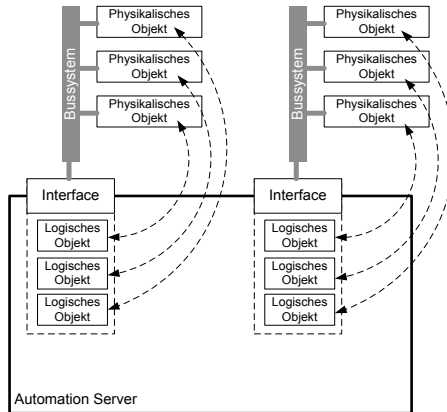 Bussystem
Physikalisches
Objekt
Physikalisches
Objekt
Physikalisches
Objekt
Interface
Logisches
Objekt
Logisches
Objekt
Logisches
Objekt
Bussystem
Physikalisches
Objekt
Physikalisches
Objekt
Physikalisches
Objekt
Interface
Logisches
Objekt
Logisches
Objekt
Logisches
Objekt
Automation Server